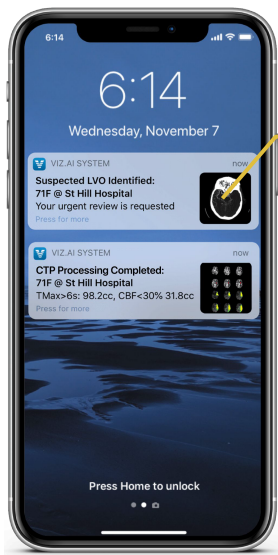 6:14
6:14
Wednesday, November 7
VIZ.AI SYSTEM now
Suspected LVO Identified:
71F @ St Hill Hospital
Your urgent review is requested
Press for more
VIZ.AI SYSTEM now
CTP Processing Completed:
71F @ St Hill Hospital
TMax>6s: 98.2cc, CBF<30% 31.8cc
Press for more
Press Home to unlock